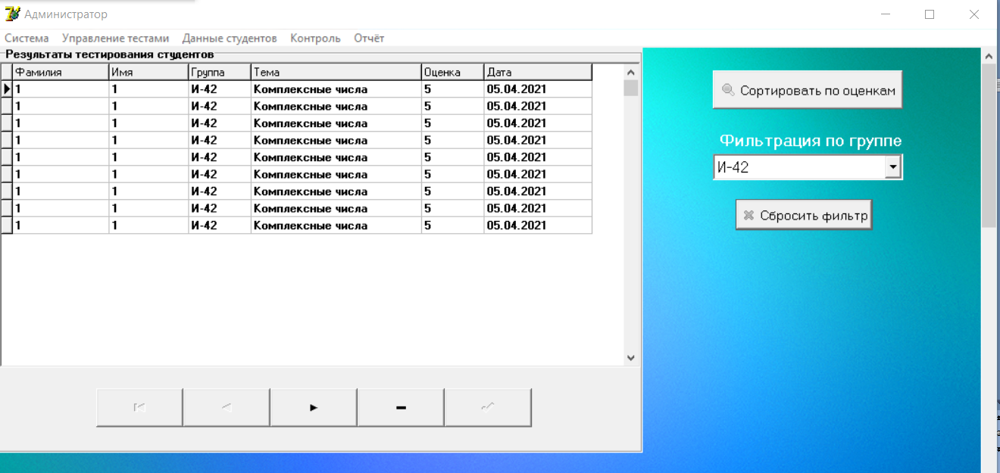 Администратор
Система Управление тестами Данные студентов Контроль Отчёт
Результаты тестирования студентов
Фамилия Имя Группа Тема Оценка Дата
1 1 И-42 Комплексные числа 5 05.04.2021
1 1 И-42 Комплексные числа 5 05.04.2021
1 1 И-42 Комплексные числа 5 05.04.2021
1 1 И-42 Комплексные числа 5 05.04.2021
1 1 И-42 Комплексные числа 5 05.04.2021
1 1 И-42 Комплексные числа 5 05.04.2021
1 1 И-42 Комплексные числа 5 05.04.2021
1 1 И-42 Комплексные числа 5 05.04.2021
1 1 И-42 Комплексные числа 5 05.04.2021
Сортировать по оценкам
Фильтрация по группе
И-42
Сбросить фильтр